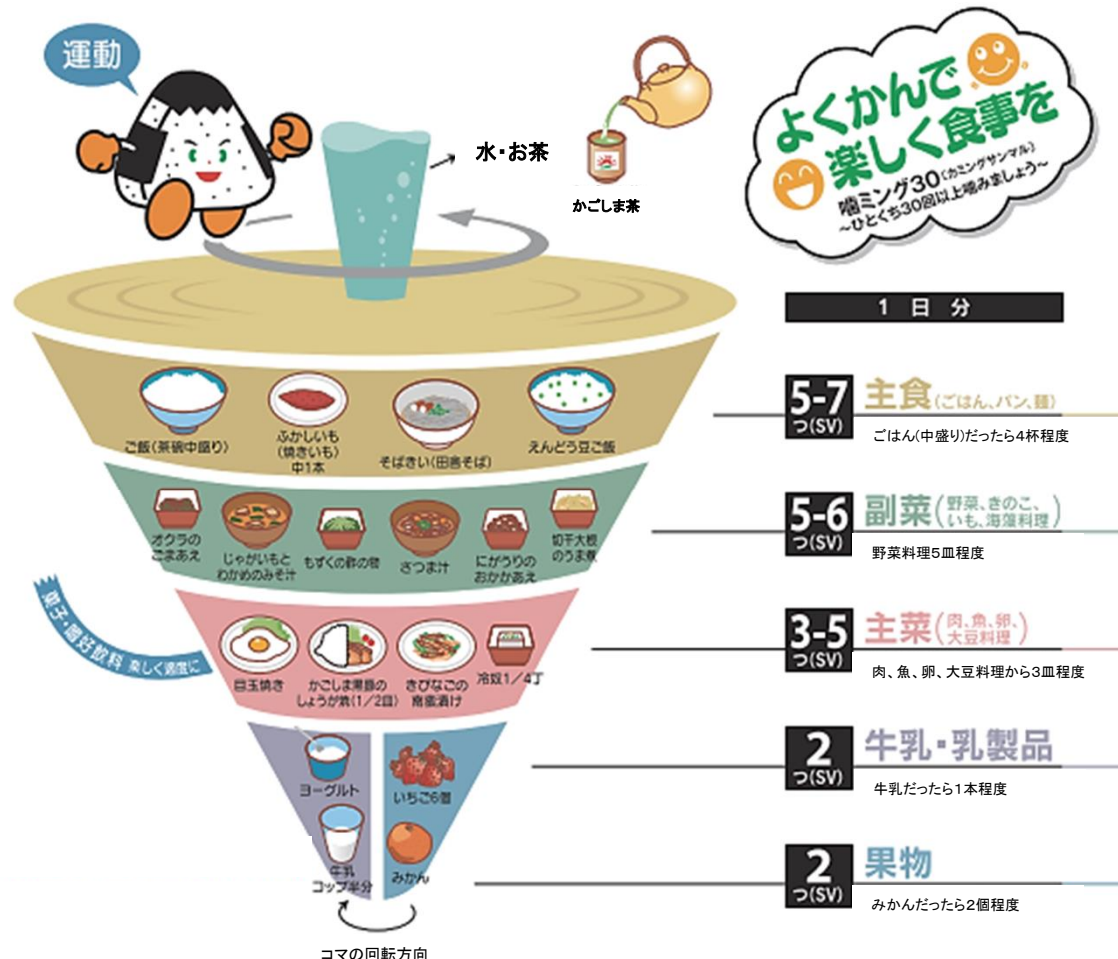 運動
水・お茶
かごしま茶
よくかんで
楽しく食事を
噛ミング30(カミングサンマル)
～ひとくち30回以上噛みましょう～
1日分
ご飯(茶碗中盛り)
ふかしいも
(焼きいも)
中1本
そばきい(田舎そば)
えんどう豆ご飯
5-7
つ(SV)
主食(ごはん、パン、麺)
ごはん(中盛り)だったら4杯程度
オクラの
ごまあえ
じゃがいもと
わかめのみそ汁
もずくの酢の物
さつま汁
にがうりの
おかかあえ
切干大根
のうま煮
5-6
つ(SV)
副菜(野菜、きのこ、
いも、海藻料理)
野菜料理5皿程度
菓子・嗜好飲料 楽しく適度に
目玉焼き
かごしま黒豚の
しょうが焼(1/2皿)
きびなごの
南蛮漬け
冷奴1/4丁
3-5
つ(SV)
主菜(肉、魚、卵、
大豆料理)
肉、魚、卵、大豆料理から3皿程度
ヨーグルト
いちご6個
2
つ(SV)
牛乳・乳製品
牛乳だったら1本程度
牛乳
コップ半分
みかん
2
つ(SV)
果物
みかんだったら2個程度
コマの回転方向